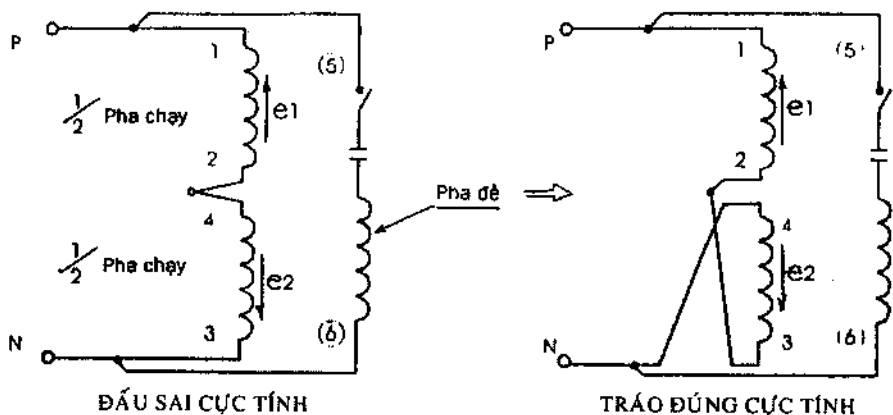 P
1
(5)
e1
1/2 Pha chạy
2
4
1/2 Pha chạy
e2
3
(6)
N
ĐẤU SAI CỰC TÍNH
Pha đề
P
1
(5)
e1
2
4
e2
3
(6)
N
TRÁO ĐÚNG CỰC TÍNH